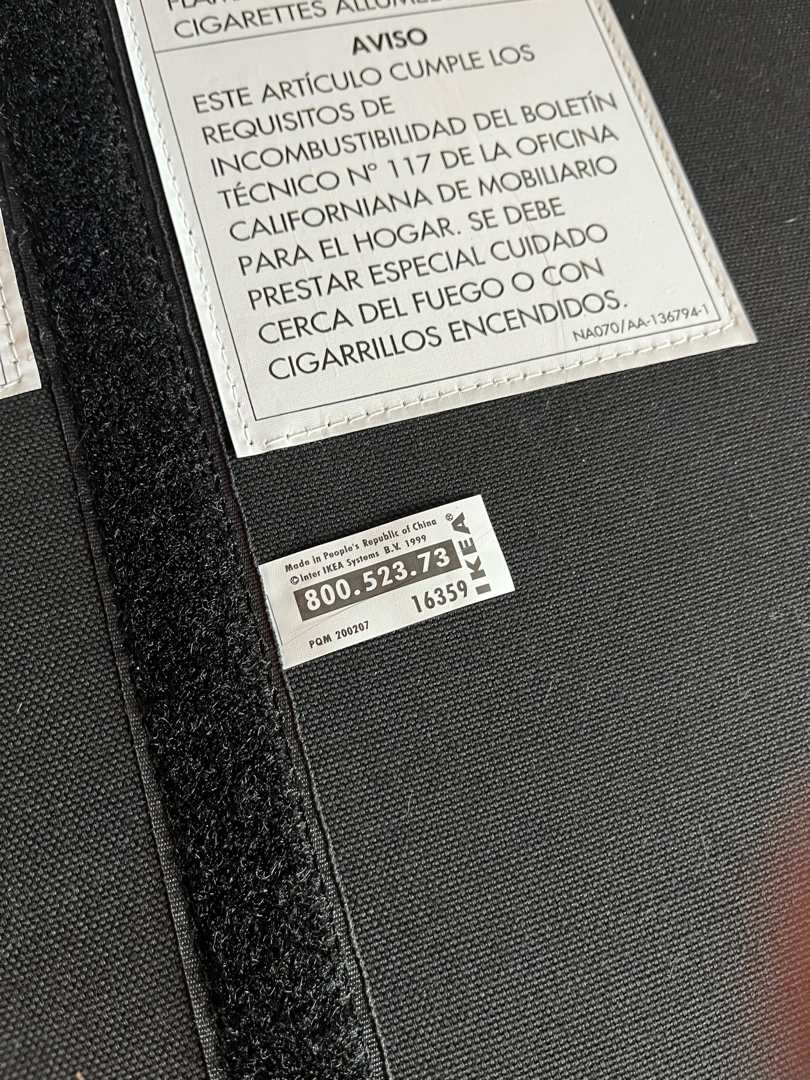 CIGARETTES
AVISO
ESTE ARTÍCULO CUMPLE LOS
REQUISITOS DE
INCOMBUSTIBILIDAD DEL BOLETÍN
TÉCNICO Nº 117 DE LA OFICINA
CALIFORNIANA DE MOBILIARIO
PARA EL HOGAR. SE DEBE
PRESTAR ESPECIAL CUIDADO
CERCA DEL FUEGO O CON
CIGARRILLOS ENCENDIDOS.
NA070/AA-136794-1
Made in People's Republic of China
©Inter IKEA Systems B.V. 1999
800.523.73
16359
PQM 200207
IKEA®